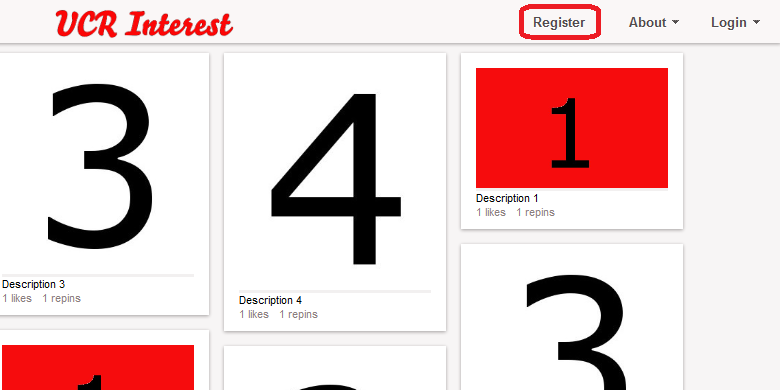 UCR Interest
Register About Login
3
Description 3
1 likes 1 repins
4
Description 4
1 likes 1 repins
1
Description 1
1 likes 1 repins
1
3